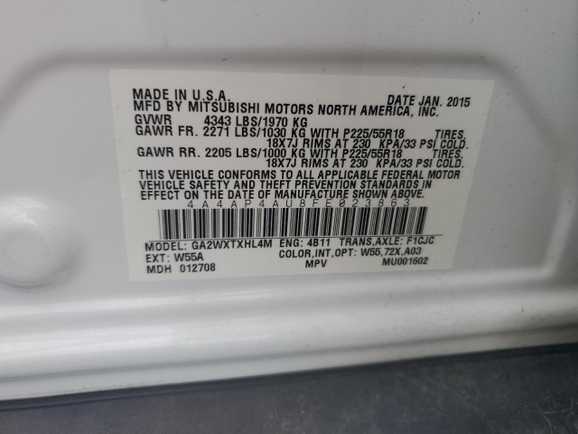 MADE IN U.S.A. DATE JAN. 2015
MFD BY MITSUBISHI MOTORS NORTH AMERICA, INC.
GVWR 4343 LBS/1970 KG
GAWR FR. 2271 LBS/1030 KG WITH P225/55R18 TIRES,
18X7J RIMS AT 230 KPA/33 PSI COLD.
GAWR RR. 2205 LBS/1000 KG WITH P225/55R18 TIRES,
18X7J RIMS AT 230 KPA/33 PSI COLD.
THIS VEHICLE CONFORMS TO ALL APPLICABLE FEDERAL MOTOR
VEHICLE SAFETY AND THEFT PREVENTION STANDARDS IN
EFFECT ON THE DATE OF MANUFACTURE SHOWN ABOVE.
4A4AP4AU8FE023863
MODEL: GA2WXTXHL4M ENG: 4B11 TRANS,AXLE: F1CJC
EXT: W55A COLOR,INT,OPT: W55,72X,A03
MDH 012708 MPV MU001602